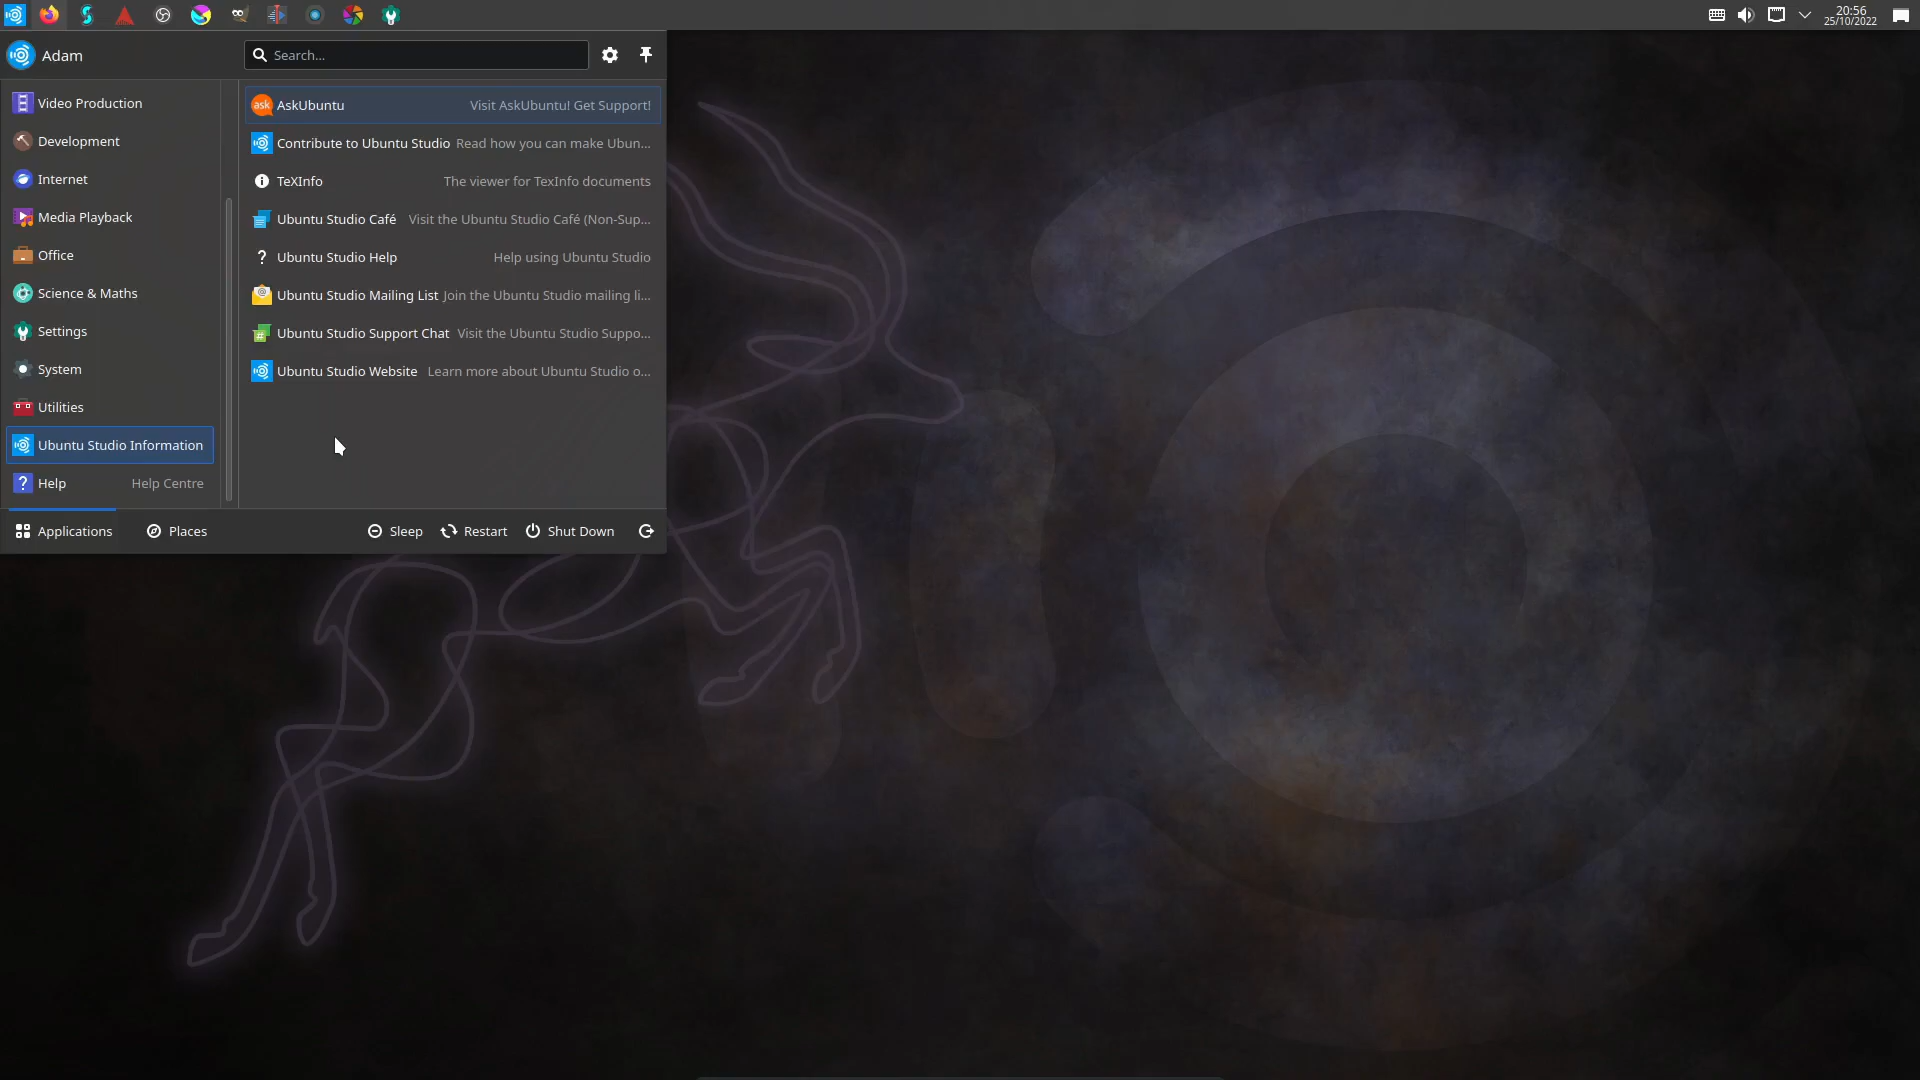 20:56
25/10/2022
Adam
Search...
Video Production
Development
Internet
Media Playback
Office
Science & Maths
Settings
System
Utilities
Ubuntu Studio Information
Help Help Centre
ask AskUbuntu Visit AskUbuntu! Get Support!
Contribute to Ubuntu Studio Read how you can make Ubun...
TeXInfo The viewer for TexInfo documents
Ubuntu Studio Café Visit the Ubuntu Studio Café (Non-Sup...
Ubuntu Studio Help Help using Ubuntu Studio
Ubuntu Studio Mailing List Join the Ubuntu Studio mailing li...
Ubuntu Studio Support Chat Visit the Ubuntu Studio Suppo...
Ubuntu Studio Website Learn more about Ubuntu Studio o...
Applications Places Sleep Restart Shut Down